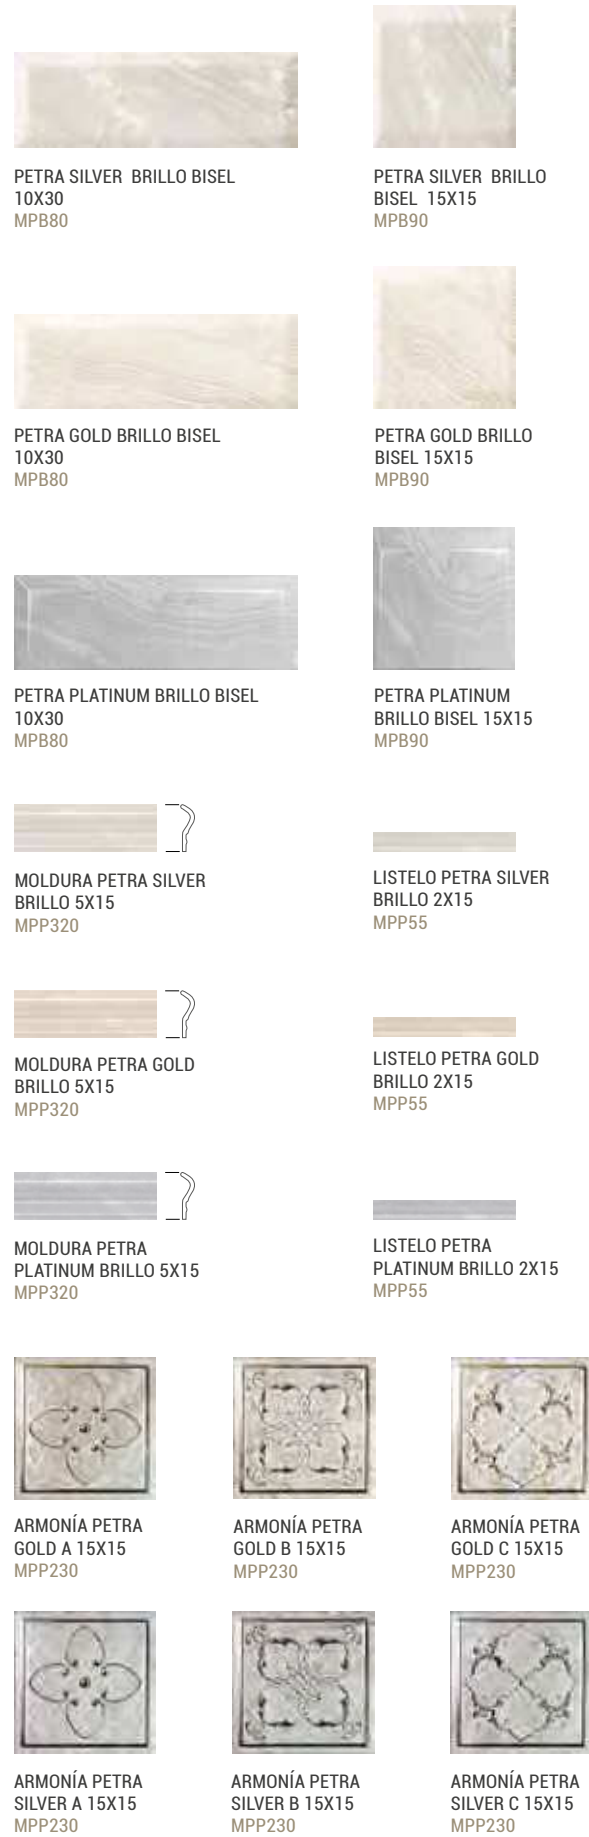 PETRA SILVER BRILLO BISEL
10X30
MPB80
PETRA SILVER BRILLO
BISEL 15X15
MPB90
PETRA GOLD BRILLO BISEL
10X30
MPB80
PETRA GOLD BRILLO
BISEL 15X15
MPB90
PETRA PLATINUM BRILLO BISEL
10X30
MPB80
PETRA PLATINUM
BRILLO BISEL 15X15
MPB90
MOLDURA PETRA SILVER
BRILLO 5X15
MPP320
LISTELO PETRA SILVER
BRILLO 2X15
MPP55
MOLDURA PETRA GOLD
BRILLO 5X15
MPP320
LISTELO PETRA GOLD
BRILLO 2X15
MPP55
MOLDURA PETRA
PLATINUM BRILLO 5X15
MPP320
LISTELO PETRA
PLATINUM BRILLO 2X15
MPP55
ARMONÍA PETRA
GOLD A 15X15
MPP230
ARMONÍA PETRA
GOLD B 15X15
MPP230
ARMONÍA PETRA
GOLD C 15X15
MPP230
ARMONÍA PETRA
SILVER A 15X15
MPP230
ARMONÍA PETRA
SILVER B 15X15
MPP230
ARMONÍA PETRA
SILVER C 15X15
MPP230